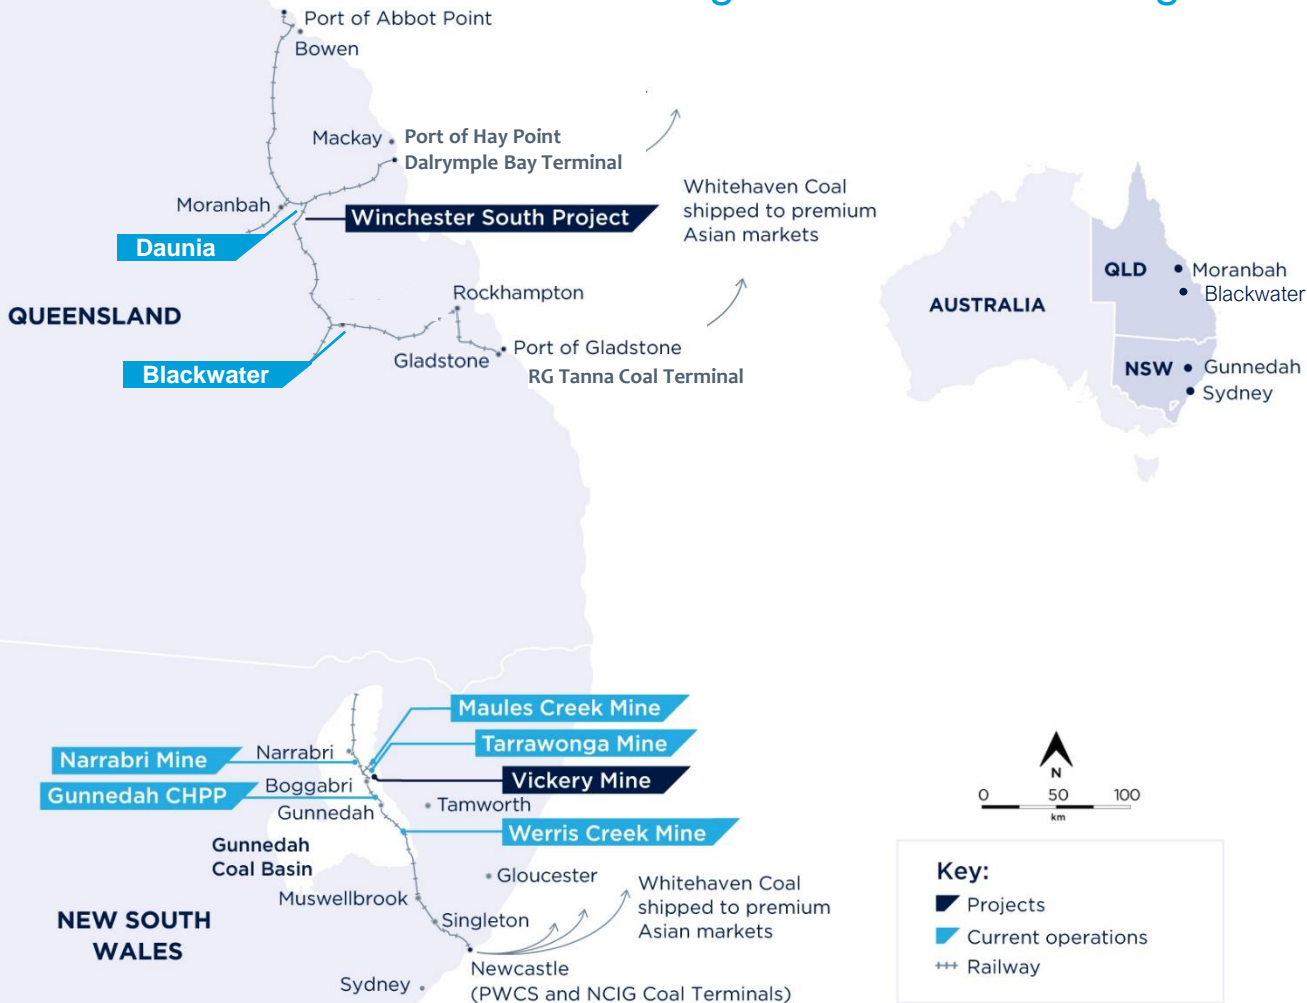 Port of Abbot Point
Bowen
Mackay
Port of Hay Point
Dalrymple Bay Terminal
Moranbah
Winchester South Project
Daunia
Whitehaven Coal
shipped to premium
Asian markets
QUEENSLAND
Rockhampton
Gladstone
Port of Gladstone
RG Tanna Coal Terminal
Blackwater
AUSTRALIA
QLD
Moranbah
Blackwater
NSW
Gunnedah
Sydney
Maules Creek Mine
Tarrawonga Mine
Narrabri Mine
Narrabri
Vickery Mine
Gunnedah CHPP
Boggabri
Gunnedah
Tamworth
Werris Creek Mine
Gunnedah
Coal Basin
Gloucester
Muswellbrook
Singleton
Whitehaven Coal
shipped to premium
Asian markets
NEW SOUTH
WALES
Newcastle
(PWCS and NCIG Coal Terminals)
Sydney
N
0 50 100
km
Key:
Projects
Current operations
Railway